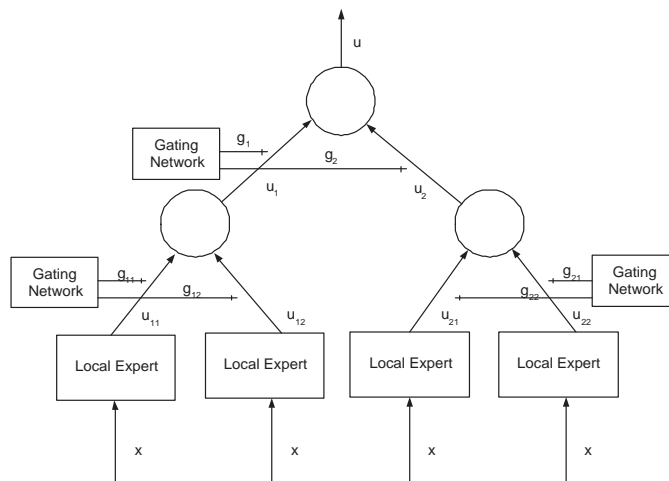 u
g1
Gating
Network
g2
u1
u2
Gating
Network
g11
g12
g21
g22
Gating
Network
u11
u12
u21
u22
Local Expert
Local Expert
Local Expert
Local Expert
x
x
x
x